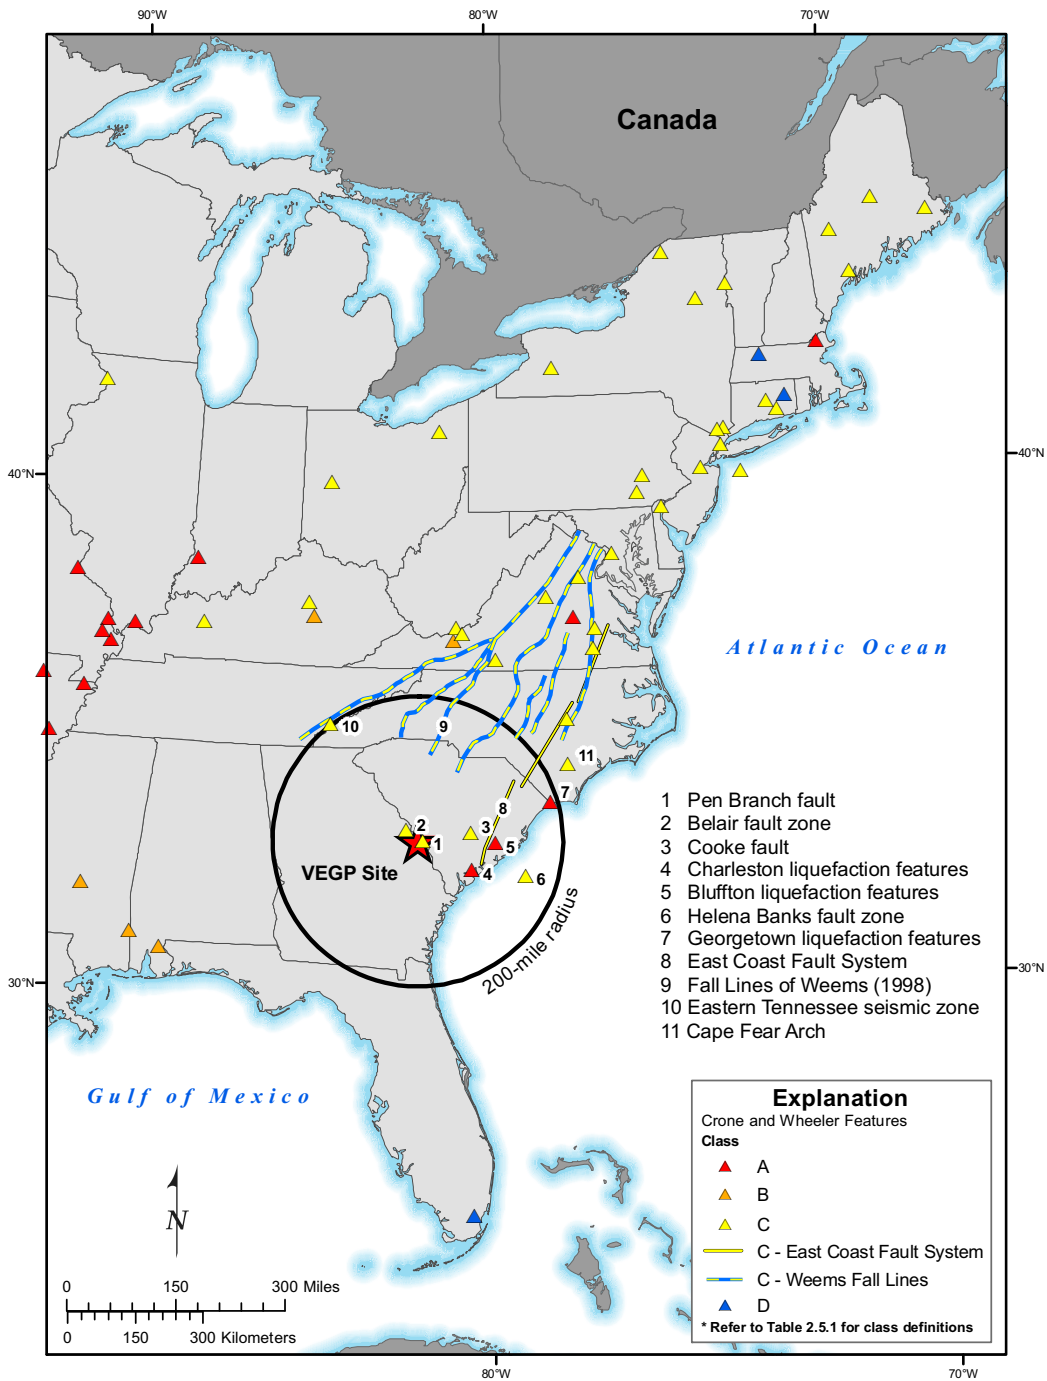 90°W 80°W 70°W
Canada
40°N 40°N
Atlantic Ocean
10
9
11
7
8
2
3
1
5
VEGP Site
4
6
200-mile radius
30°N 30°N
1 Pen Branch fault
2 Belair fault zone
3 Cooke fault
4 Charleston liquefaction features
5 Bluffton liquefaction features
6 Helena Banks fault zone
7 Georgetown liquefaction features
8 East Coast Fault System
9 Fall Lines of Weems (1998)
10 Eastern Tennessee seismic zone
11 Cape Fear Arch
Gulf of Mexico
N
0 150 300 Miles
0 150 300 Kilometers
Explanation
Crone and Wheeler Features
Class
A
B
C
C - East Coast Fault System
C - Weems Fall Lines
D
* Refer to Table 2.5.1 for class definitions
80°W 70°W